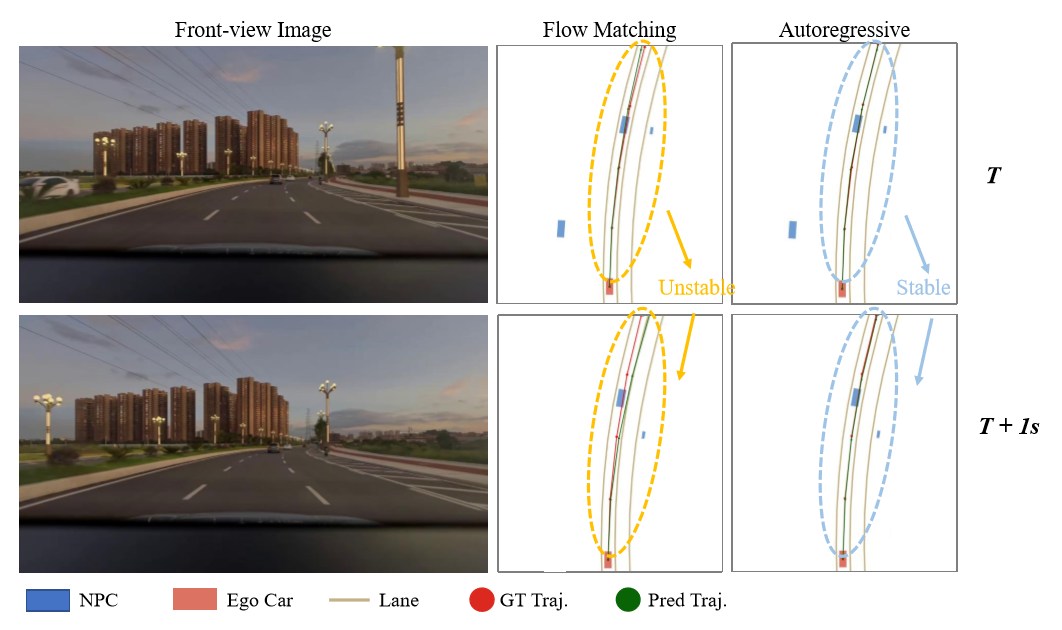 Front-view Image
Flow Matching
Autoregressive
T
Unstable
Stable
T + 1s
NPC
Ego Car
Lane
GT Traj.
Pred Traj.